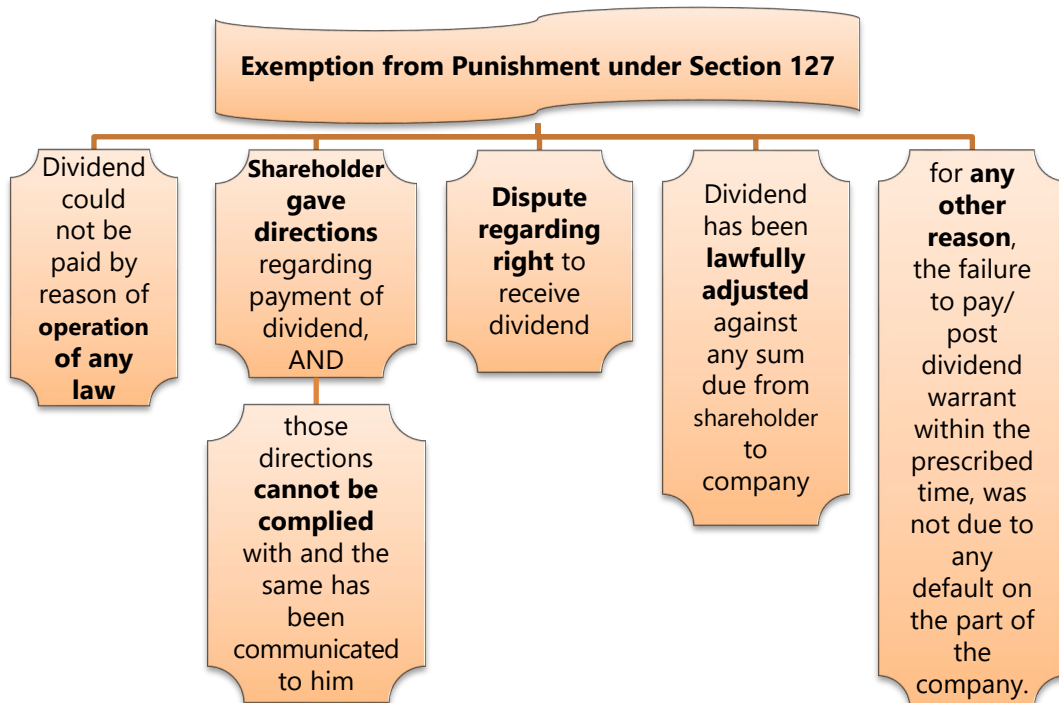 Exemption from Punishment under Section 127
Dividend
could
not be
paid by
reason of
operation
of any
law
Shareholder
gave
directions
regarding
payment of
dividend,
AND
those
directions
cannot be
complied
with and the
same has
been
communicated
to him
Dispute
regarding
right to
receive
dividend
Dividend
has been
lawfully
adjusted
against
any sum
due from
shareholder
to
company
for any
other
reason,
the failure
to pay/
post
dividend
warrant
within the
prescribed
time, was
not due to
any
default on
the part of
the
company.